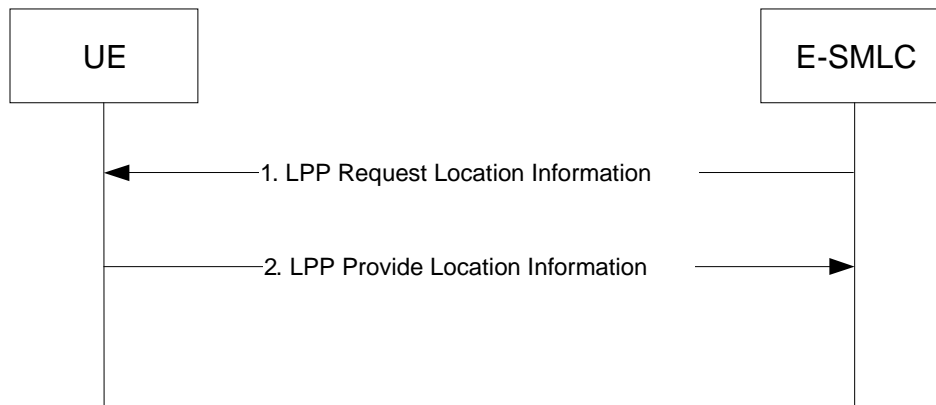 UE
E-SMLC
1. LPP Request Location Information
2. LPP Provide Location Information